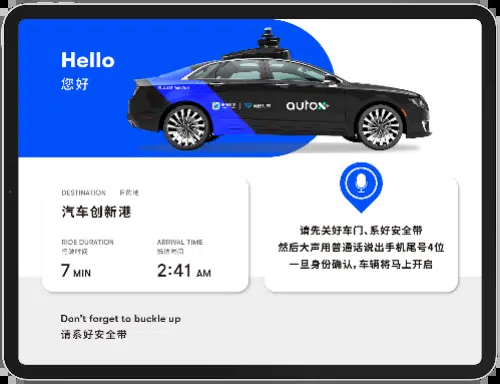 Hello
您好
autox
DESTINATION 目的地
汽车创新港
RIDE DURATION
行驶时间
7 MIN
ARRIVAL TIME
抵达时间
2:41 AM
请先关好车门、系好安全带
然后大声用普通话说出手机尾号4位
一旦身份确认，车辆将马上开启
Don't forget to buckle up
请系好安全带